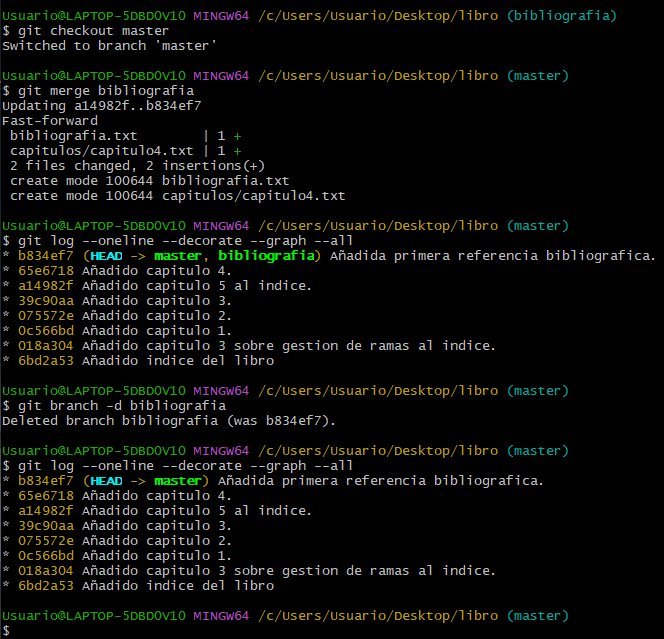 Usuario@LAPTOP-5DBD0V10 MINGW64 /c/Users/Usuario/Desktop/libro (bibliografia)
$ git checkout master
Switched to branch 'master'
Usuario@LAPTOP-5DBD0V10 MINGW64 /c/Users/Usuario/Desktop/libro (master)
$ git merge bibliografia
Updating a14982f..b834ef7
Fast-forward
 bibliografia.txt        | 1 +
 capitulos/capitulo4.txt | 1 +
 2 files changed, 2 insertions(+)
 create mode 100644 bibliografia.txt
 create mode 100644 capitulos/capitulo4.txt
Usuario@LAPTOP-5DBD0V10 MINGW64 /c/Users/Usuario/Desktop/libro (master)
$ git log --oneline --decorate --graph --all
* b834ef7 (HEAD -> master, bibliografia) Añadida primera referencia bibliografica.
* 65e6718 Añadido capitulo 4.
* a14982f Añadido capitulo 5 al indice.
* 39c90aa Añadido capitulo 3.
* 075572e Añadido capitulo 2.
* 0c566bd Añadido capitulo 1.
* 018a304 Añadido capitulo 3 sobre gestion de ramas al indice.
* 6bd2a53 Añadido indice del libro
Usuario@LAPTOP-5DBD0V10 MINGW64 /c/Users/Usuario/Desktop/libro (master)
$ git branch -d bibliografia
Deleted branch bibliografia (was b834ef7).
Usuario@LAPTOP-5DBD0V10 MINGW64 /c/Users/Usuario/Desktop/libro (master)
$ git log --oneline --decorate --graph --all
* b834ef7 (HEAD -> master) Añadida primera referencia bibliografica.
* 65e6718 Añadido capitulo 4.
* a14982f Añadido capitulo 5 al indice.
* 39c90aa Añadido capitulo 3.
* 075572e Añadido capitulo 2.
* 0c566bd Añadido capitulo 1.
* 018a304 Añadido capitulo 3 sobre gestion de ramas al indice.
* 6bd2a53 Añadido indice del libro
Usuario@LAPTOP-5DBD0V10 MINGW64 /c/Users/Usuario/Desktop/libro (master)
$